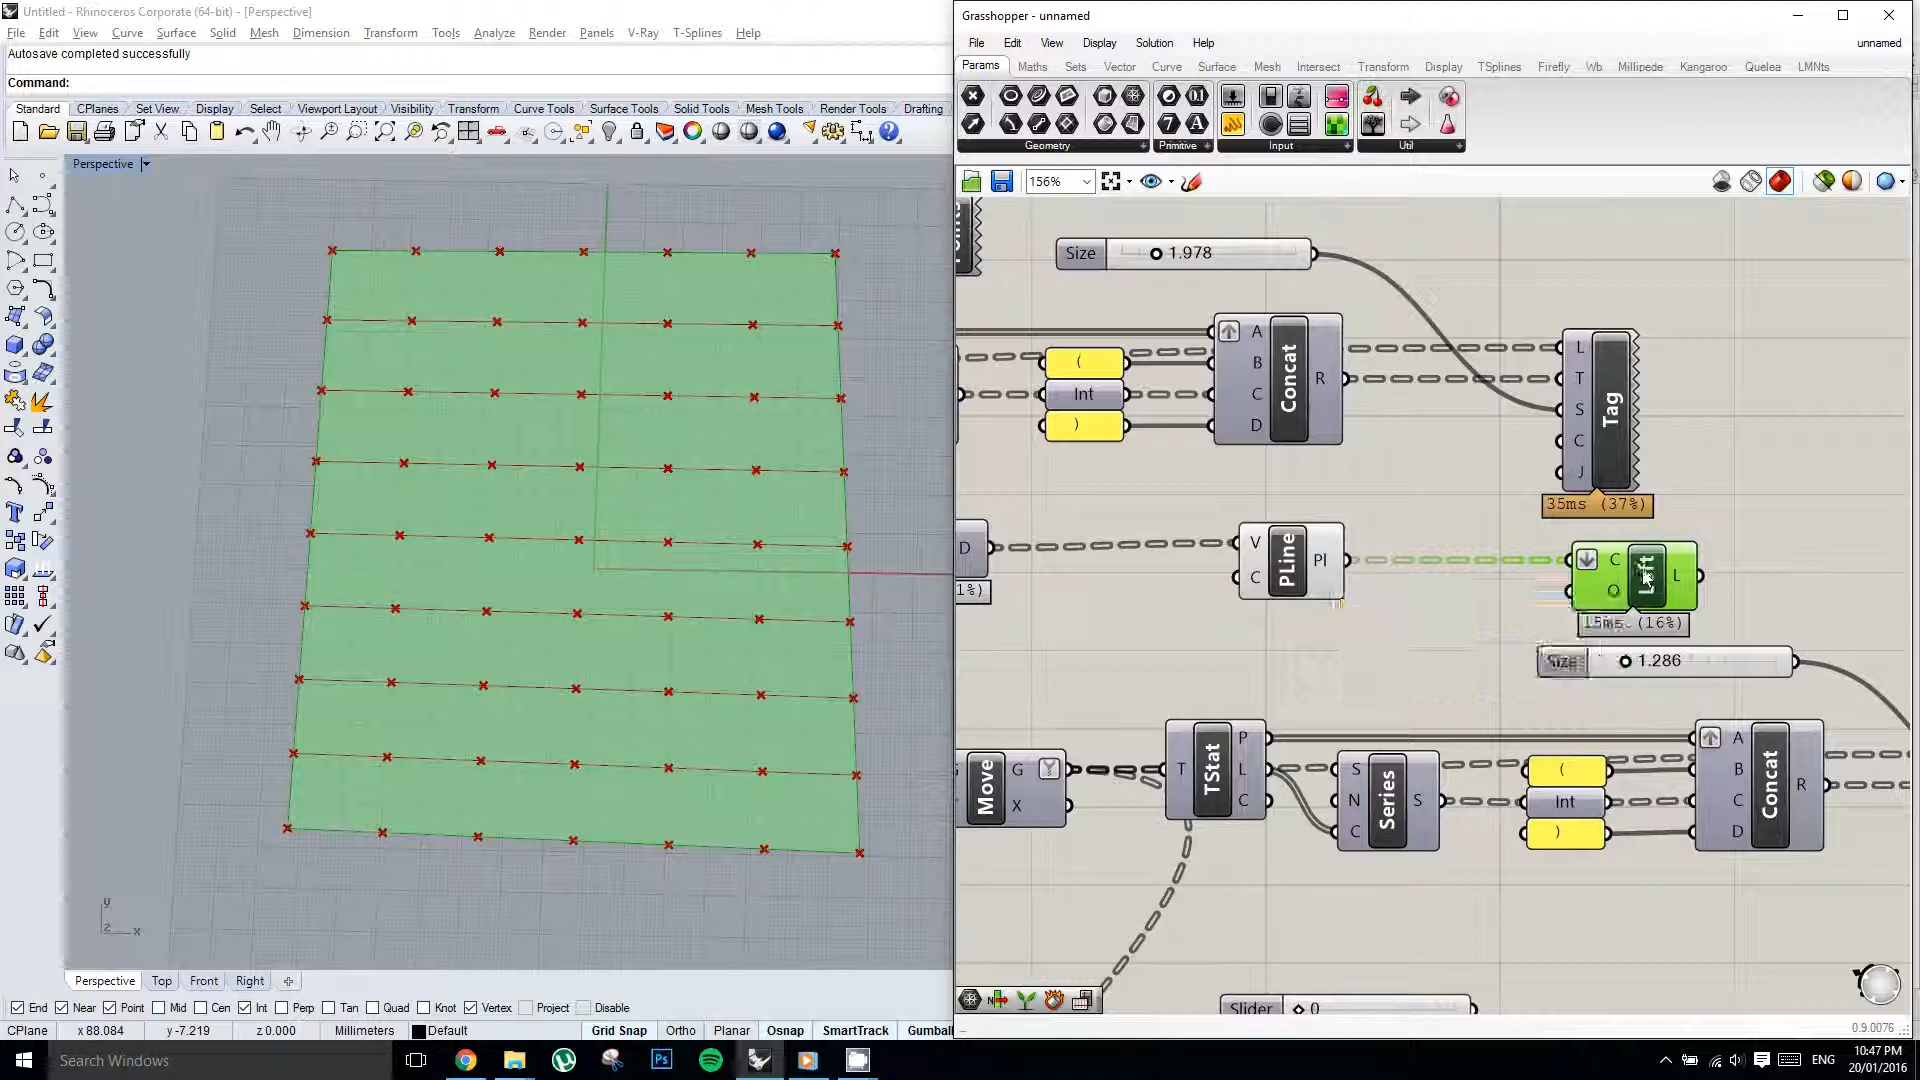 Untitled - Rhinoceros Corporate (64-bit) - [Perspective]
File Edit View Curve Surface Solid Mesh Dimension Transform Tools Analyze Render Panels V-Ray T-Splines Help
Autosave completed successfully
Command:
Standard CPlanes Set View Display Select Viewport Layout Visibility Transform Curve Tools Surface Tools Solid Tools Mesh Tools Render Tools Drafting
Perspective
y
z x
Perspective Top Front Right
End Near Point Mid Cen Int Perp Tan Quad Knot Vertex Project Disable
CPlane x 88.084 y -7.219 z 0.000 Millimeters Default Grid Snap Ortho Planar Osnap SmartTrack Gumball
Grasshopper - unnamed
File Edit View Display Solution Help unnamed
Params Maths Sets Vector Curve Surface Mesh Intersect Transform Display TSplines Firefly Wb Millipede Kangaroo Quelea LMNts
Geometry Primitive Input Util
156%
Size 1.978
( Int )
A B C D Concat R
L T S C J Tag
35ms (37%)
D
1%)
V C PLine Pl
C O Loft L
(16%)
Size 1.286
Move G X
T TStat P L C
S N C Series S
( Int )
A B C D Concat R
Slider 0
0.9.0076
Search Windows
ENG
10:47 PM
20/01/2016